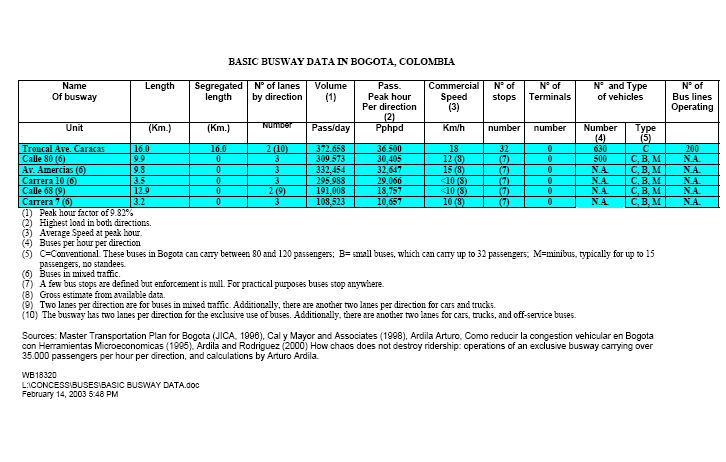 BASIC BUSWAY DATA IN BOGOTA, COLOMBIA
Name Of busway Length Segregated length N° of lanes by direction Volume (1) Pass. Peak hour Per direction (2) Commercial Speed (3) N° of stops N° of Terminals N° and Type of vehicles N° of Bus lines Operating
Unit (Km.) (Km.) Number Pass/day Pphpd Km/h number number Number (4) Type (5)
Troncal Ave. Caracas 16.0 16.0 2 (10) 372.658 36.500 18 32 0 630 C 200
Calle 80 (6) 9.9 0 3 309.573 30,405 12 (8) (7) 0 500 C, B, M N.A.
Av. Amercias (6) 9.8 0 3 332,454 32,647 15 (8) (7) 0 N.A. C, B, M N.A.
Carrera 10 (6) 3.5 0 3 295,988 29,066 <10 (8) (7) 0 N.A. C, B, M N.A.
Calle 68 (9) 12.9 0 2 (9) 191,008 18,757 <10 (8) (7) 0 N.A. C, B, M N.A.
Carrera 7 (6) 3.2 0 3 108,523 10,657 10 (8) (7) 0 N.A. C, B, M N.A.
(1) Peak hour factor of 9.82%
(2) Highest load in both directions.
(3) Average Speed at peak hour.
(4) Buses per hour per direction
(5) C=Conventional. These buses in Bogota can carry between 80 and 120 passengers; B= small buses, which can carry up to 32 passengers; M=minibus, typically for up to 15
passengers, no standees.
(6) Buses in mixed traffic.
(7) A few bus stops are defined but enforcement is null. For practical purposes buses stop anywhere.
(8) Gross estimate from available data.
(9) Two lanes per direction are for buses in mixed traffic. Additionally, there are another two lanes per direction for cars and trucks.
(10) The busway has two lanes per direction for the exclusive use of buses. Additionally, there are another two lanes for cars, trucks, and off-service buses.
Sources: Master Transportation Plan for Bogota (JICA, 1996), Cal y Mayor and Associates (1998), Ardila Arturo, Como reducir la congestion vehicular en Bogota
con Herramientas Microeconomicas (1995), Ardila and Rodriguez (2000) How chaos does not destroy ridership: operations of an exclusive busway carrying over
35.000 passengers per hour per direction, and calculations by Arturo Ardila.
WB18320
L:\CONCESS\BUSES\BASIC BUSWAY DATA.doc
February 14, 2003 5:48 PM